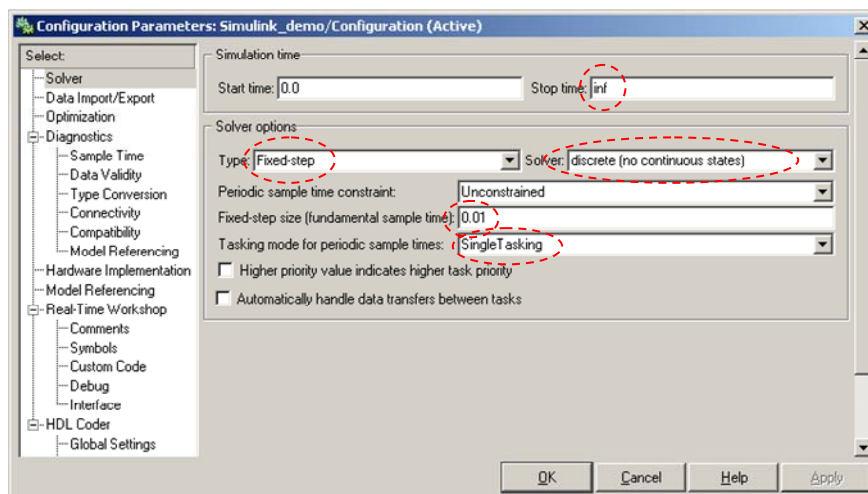 Configuration Parameters: Simulink_demo/Configuration (Active)
Select:
Solver
Data Import/Export
Optimization
Diagnostics
Sample Time
Data Validity
Type Conversion
Connectivity
Compatibility
Model Referencing
Hardware Implementation
Model Referencing
Real-Time Workshop
Comments
Symbols
Custom Code
Debug
Interface
HDL Coder
Global Settings
Simulation time
Start time: 0.0 Stop time: inf
Solver options
Type: Fixed-step Solver: discrete (no continuous states)
Periodic sample time constraint: Unconstrained
Fixed-step size (fundamental sample time): 0.01
Tasking mode for periodic sample times: SingleTasking
Higher priority value indicates higher task priority
Automatically handle data transfers between tasks
OK Cancel Help Apply